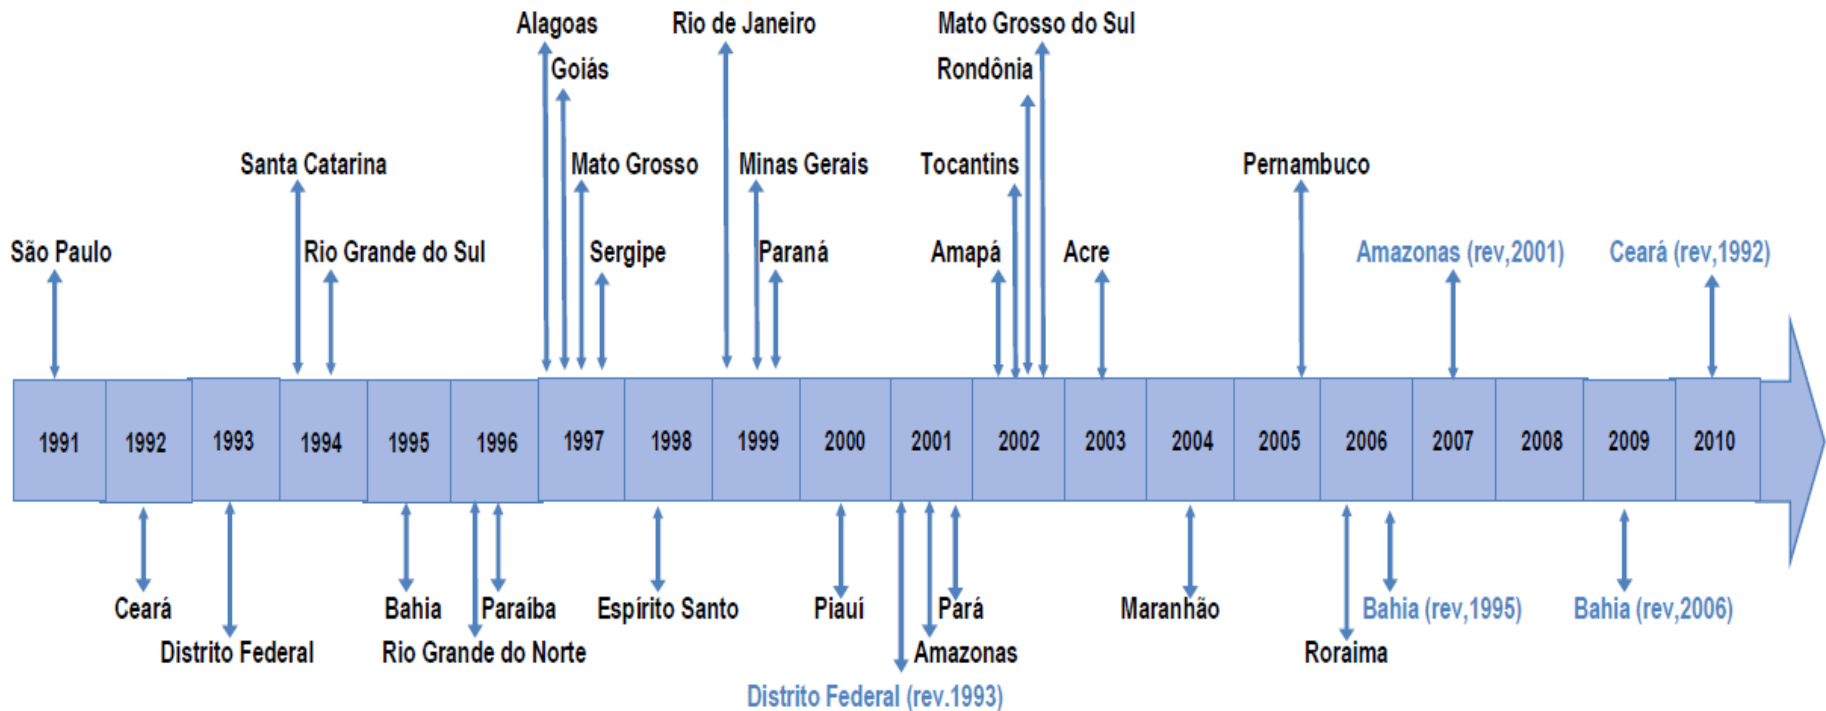 Alagoas
Rio de Janeiro
Mato Grosso do Sul
Goiás
Rondônia
Santa Catarina
Mato Grosso
Minas Gerais
Tocantins
Pernambuco
São Paulo
Rio Grande do Sul
Sergipe
Paraná
Amapá
Acre
Amazonas (rev,2001)
Ceará (rev,1992)
1991
1992
1993
1994
1995
1996
1997
1998
1999
2000
2001
2002
2003
2004
2005
2006
2007
2008
2009
2010
Ceará
Bahia
Paraíba
Espírito Santo
Piauí
Pará
Maranhão
Bahia (rev,1995)
Bahia (rev,2006)
Distrito Federal
Rio Grande do Norte
Amazonas
Roraima
Distrito Federal (rev.1993)